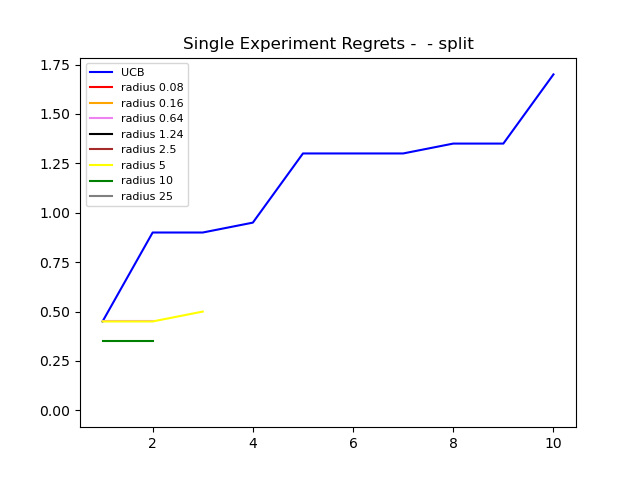 Single Experiment Regrets -  - split
1.75
1.50
1.25
1.00
0.75
0.50
0.25
0.00
UCB
radius 0.08
radius 0.16
radius 0.64
radius 1.24
radius 2.5
radius 5
radius 10
radius 25
2
4
6
8
10